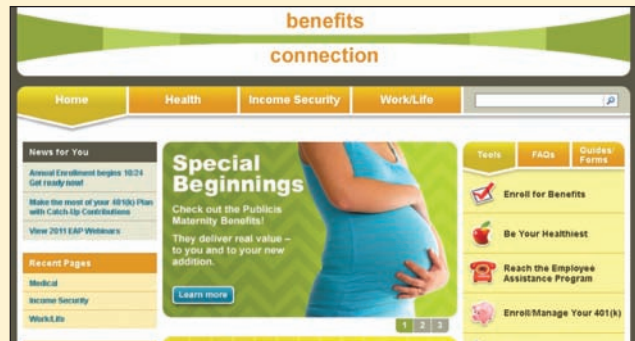 benefits
connection
Home
Health
Income Security
Work/Life
News for You
Annual Enrollment begins 10/24
Get ready now!
Make the most of your 401(k) Plan
with Catch-Up Contributions
View 2011 EAP Webinars
Recent Pages
Medical
Income Security
Work/Life
Special
Beginnings
Check out the Publicis
Maternity Benefits!
They deliver real value –
to you and to your new
addition.
Learn more
1 2 3
Tools
FAQs
Guides/
Forms
Enroll for Benefits
Be Your Healthiest
Reach the Employee
Assistance Program
Enroll/Manage Your 401(k)